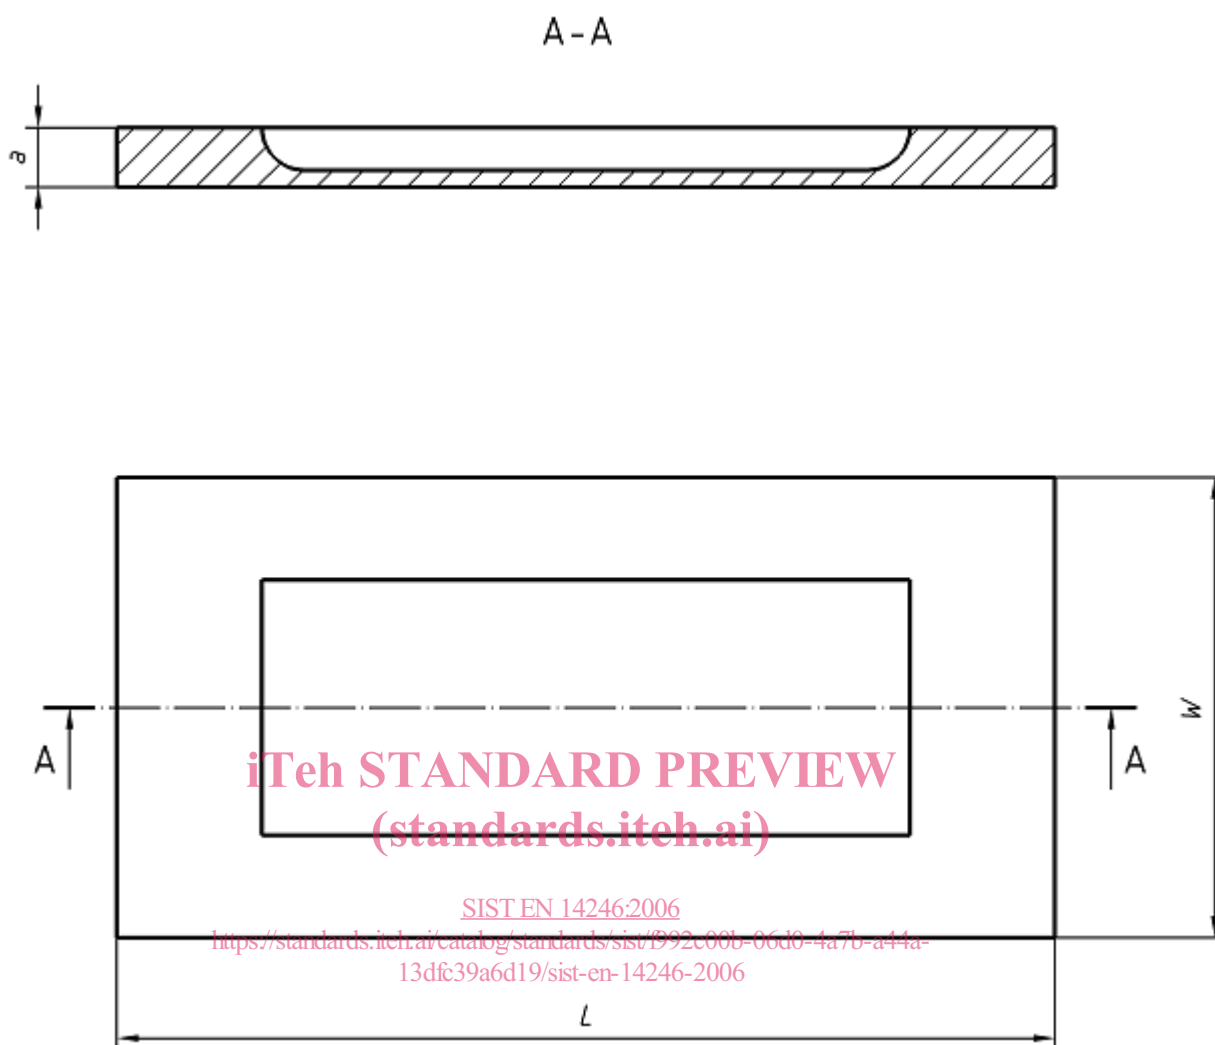 A-A
a
W
A
A
iTeh STANDARD PREVIEW
(standards.iteh.ai)
SIST EN 14246:2006
https://standards.iteh.ai/catalog/standards/sist/f992c00b-06d0-4a7b-a44a-
13dfc39a6d19/sist-en-14246-2006
L